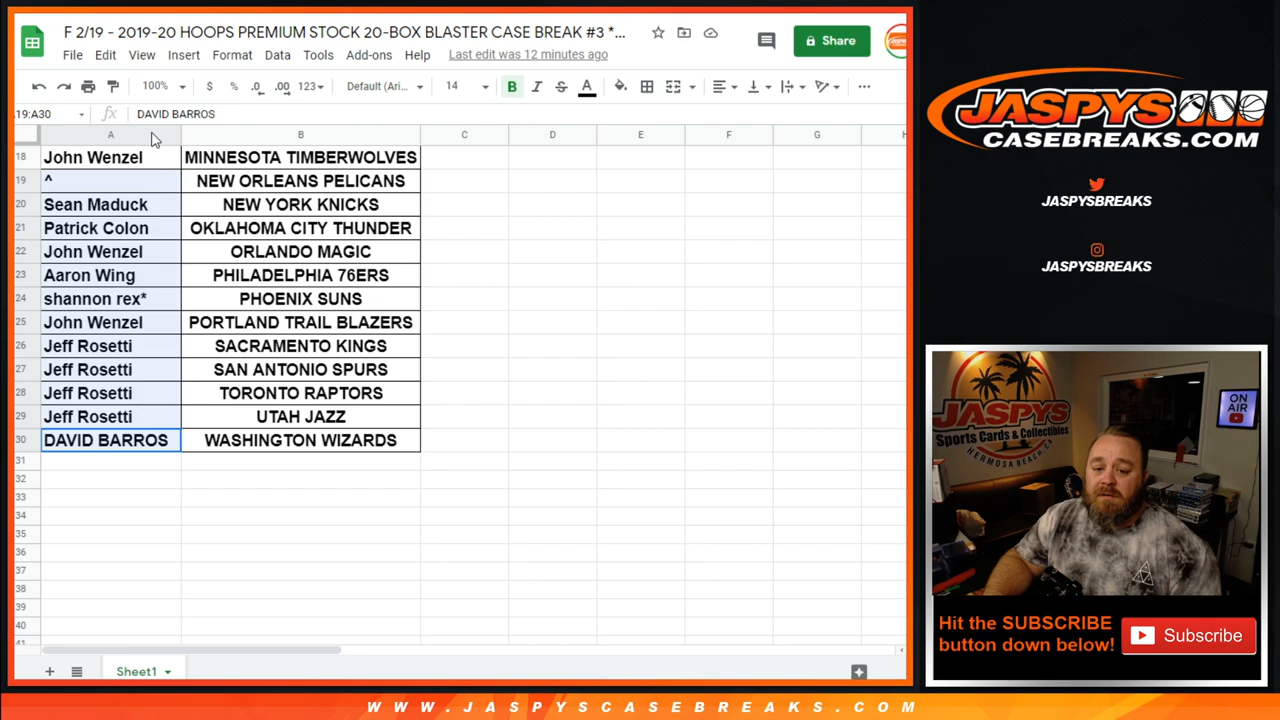 F 2/19 - 2019-20 HOOPS PREMIUM STOCK 20-BOX BLASTER CASE BREAK #3 *...
File Edit View Insert Format Data Tools Add-ons Help Last edit was 12 minutes ago
Share
100% $ % .0 .00 123 Default (Ari... 14 B I S A
19:A30 fx DAVID BARROS
A B C D E F G H
18 John Wenzel MINNESOTA TIMBERWOLVES
19 ^ NEW ORLEANS PELICANS
20 Sean Maduck NEW YORK KNICKS
21 Patrick Colon OKLAHOMA CITY THUNDER
22 John Wenzel ORLANDO MAGIC
23 Aaron Wing PHILADELPHIA 76ERS
24 shannon rex* PHOENIX SUNS
25 John Wenzel PORTLAND TRAIL BLAZERS
26 Jeff Rosetti SACRAMENTO KINGS
27 Jeff Rosetti SAN ANTONIO SPURS
28 Jeff Rosetti TORONTO RAPTORS
29 Jeff Rosetti UTAH JAZZ
30 DAVID BARROS WASHINGTON WIZARDS
31
32
33
34
35
36
37
38
39
40
41
Sheet1
JASPYS
CASEBREAKS.COM
JASPYSBREAKS
JASPYSBREAKS
JASPYS
Sports Cards & Collectibles
HERMOSA BEACH, CA
ON AIR
Hit the SUBSCRIBE
button down below!
Subscribe
WWW.JASPYSCASEBREAKS.COM